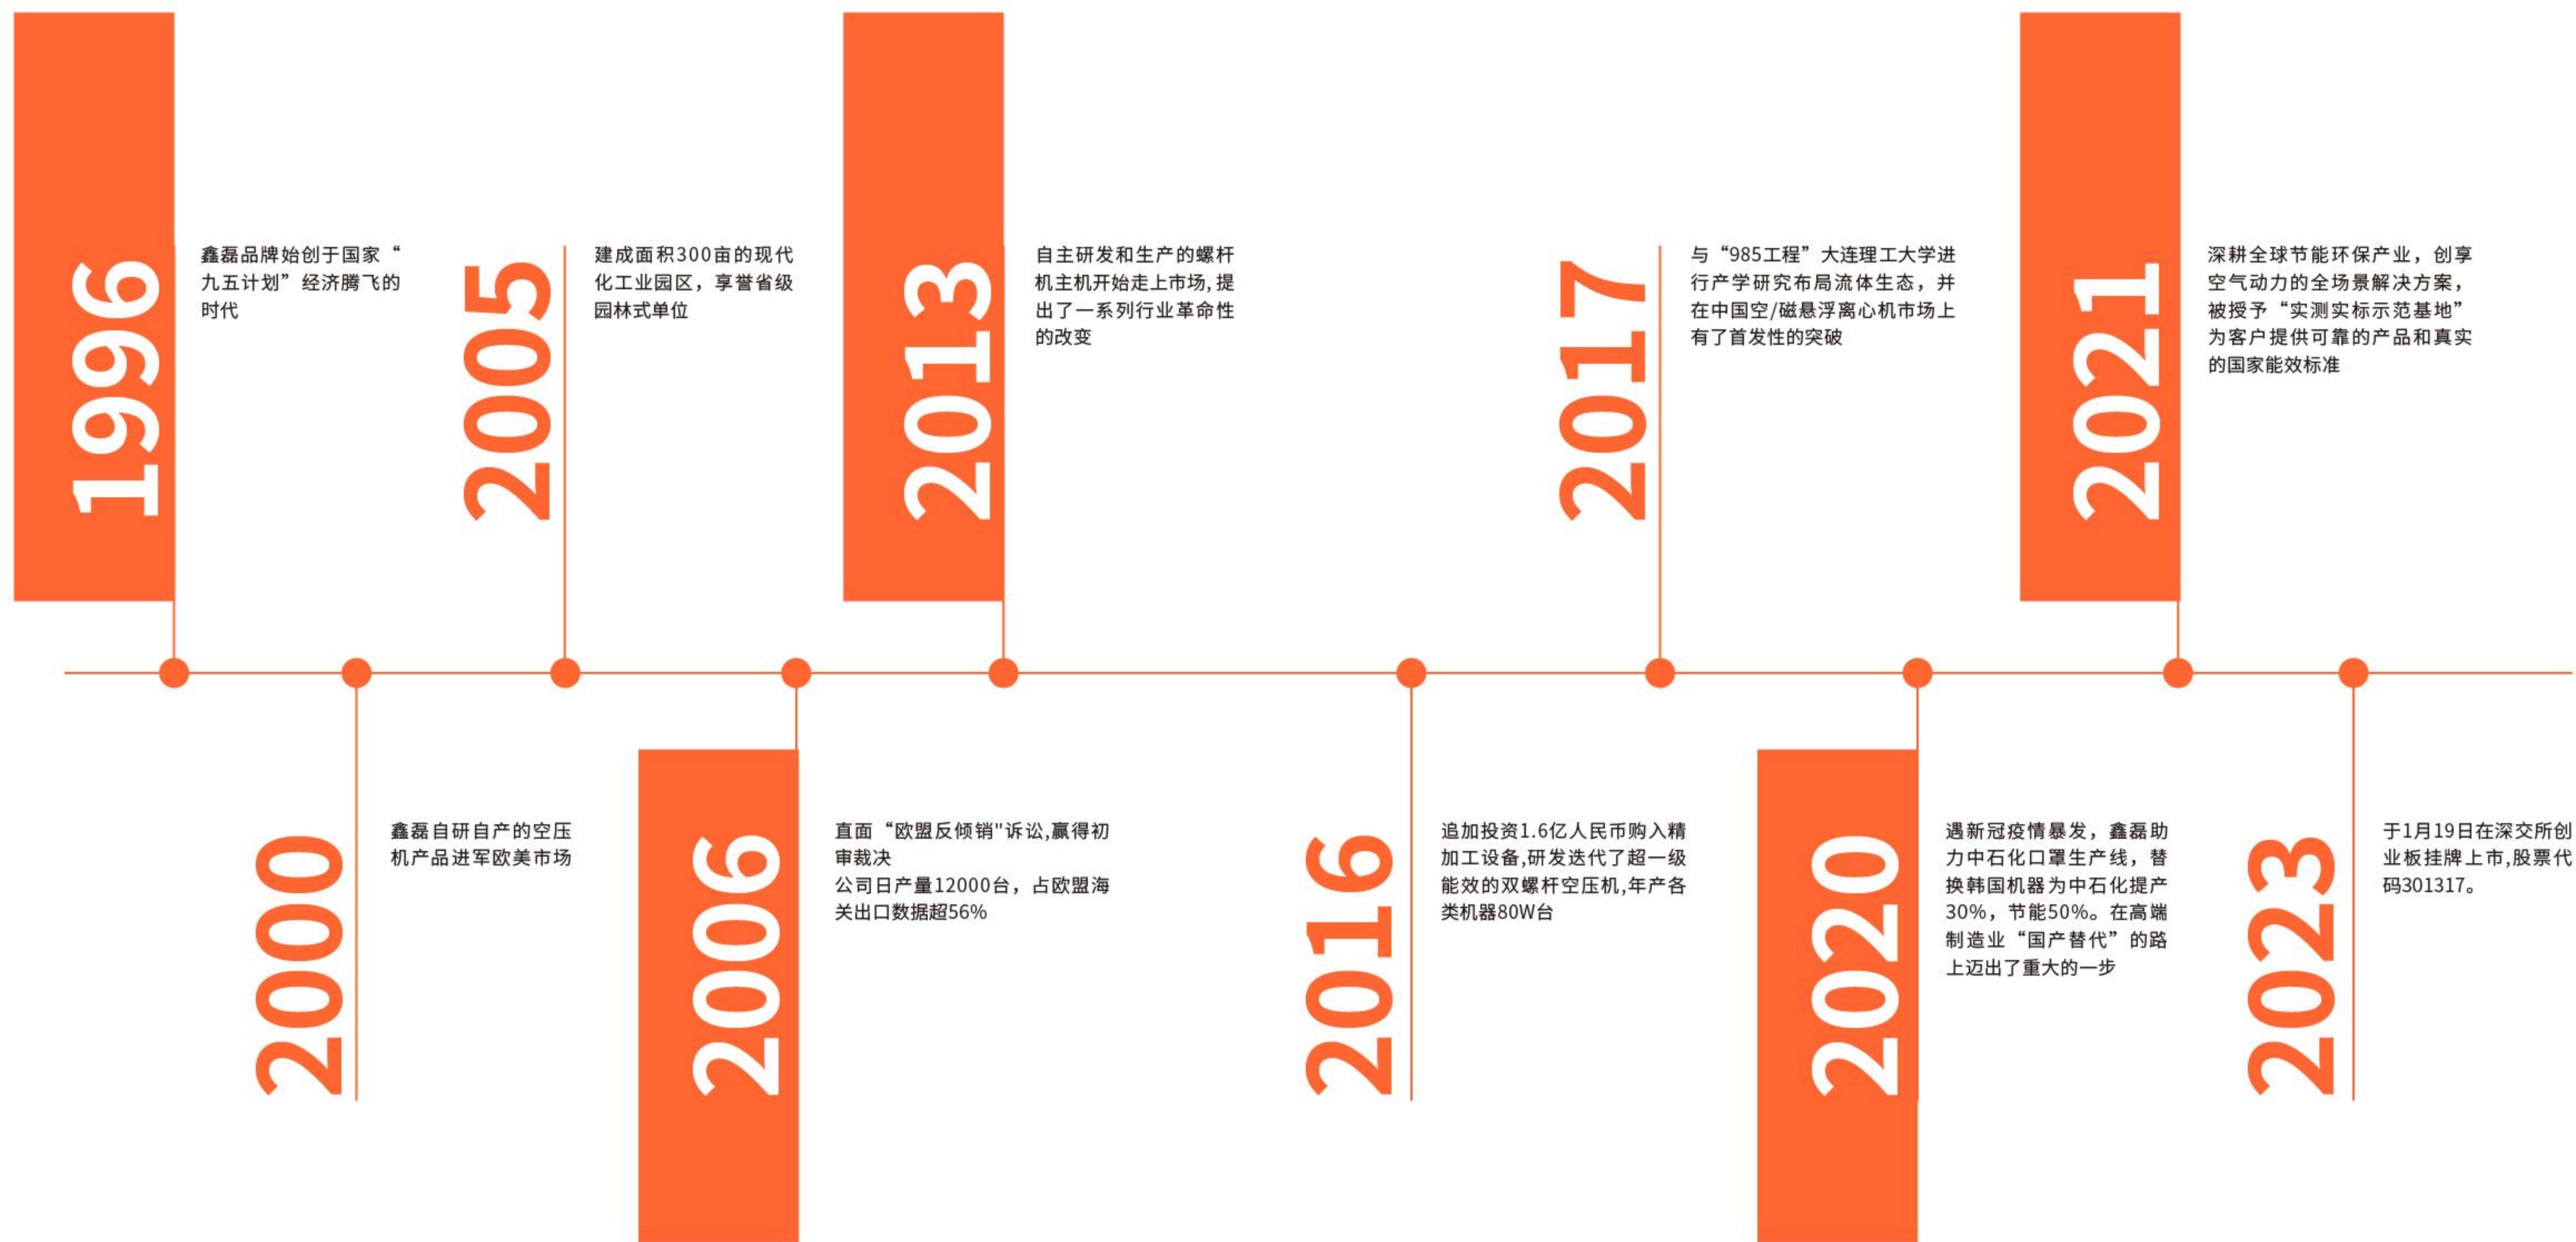 1996
鑫磊品牌始创于国家“
九五计划”经济腾飞的
时代
2000
鑫磊自研自产的空压
机产品进军欧美市场
2005
建成面积300亩的现代
化工业园区，享誉省级
园林式单位
2006
直面“欧盟反倾销"诉讼,赢得初
审裁决
公司日产量12000台，占欧盟海
关出口数据超56%
2013
自主研发和生产的螺杆
机主机开始走上市场,提
出了一系列行业革命性
的改变
2016
追加投资1.6亿人民币购入精
加工设备,研发迭代了超一级
能效的双螺杆空压机,年产各
类机器80W台
2017
与“985工程”大连理工大学进
行产学研究布局流体生态，并
在中国空/磁悬浮离心机市场上
有了首发性的突破
2020
遇新冠疫情暴发，鑫磊助
力中石化口罩生产线，替
换韩国机器为中石化提产
30%，节能50%。在高端
制造业“国产替代”的路
上迈出了重大的一步
2021
深耕全球节能环保产业，创享
空气动力的全场景解决方案，
被授予“实测实标示范基地”
为客户提供可靠的产品和真实
的国家能效标准
2023
于1月19日在深交所创
业板挂牌上市,股票代
码301317。